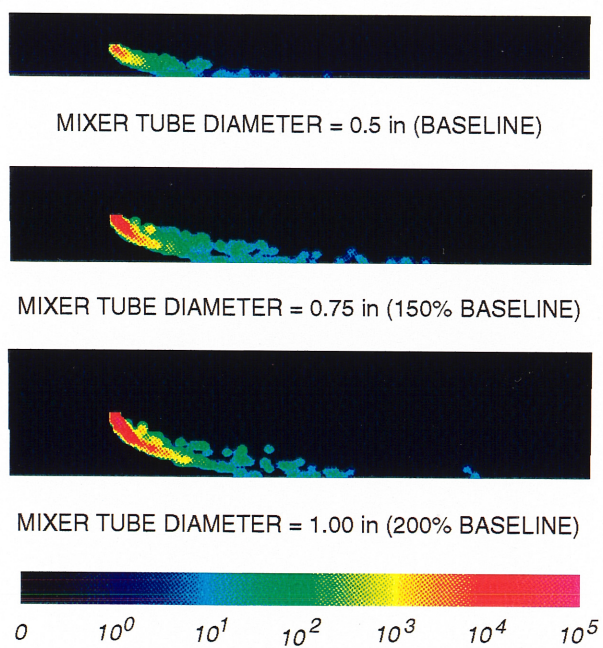 MIXER TUBE DIAMETER = 0.5 in (BASELINE)
MIXER TUBE DIAMETER = 0.75 in (150% BASELINE)
MIXER TUBE DIAMETER = 1.00 in (200% BASELINE)
0 10⁰ 10¹ 10² 10³ 10⁴ 10⁵